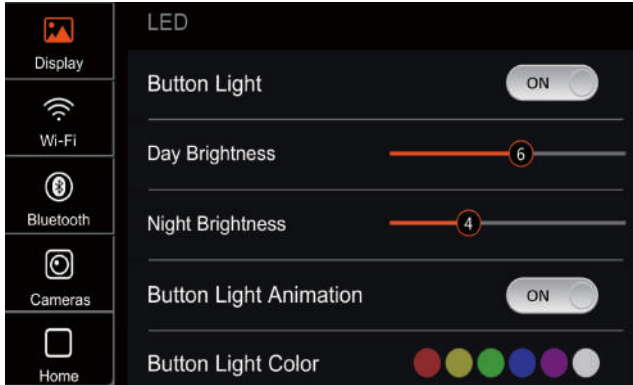 LED
Display
Button Light ON
Wi-Fi
Day Brightness 6
Bluetooth
Night Brightness 4
Cameras
Button Light Animation ON
Home
Button Light Color